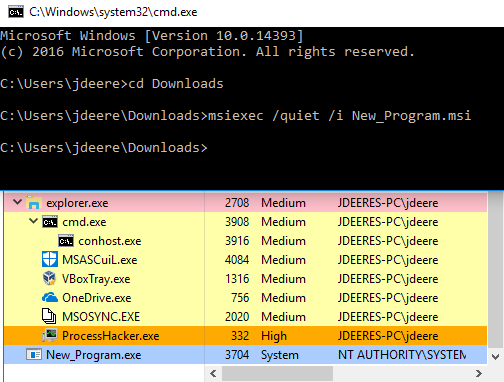 C:\Windows\system32\cmd.exe
Microsoft Windows [Version 10.0.14393]
(c) 2016 Microsoft Corporation. All rights reserved.
C:\Users\jdeere>cd Downloads
C:\Users\jdeere\Downloads>msiexec /quiet /i New_Program.msi
C:\Users\jdeere\Downloads>
explorer.exe 2708 Medium JDEERES-PC\jdeere
cmd.exe 3908 Medium JDEERES-PC\jdeere
conhost.exe 3916 Medium JDEERES-PC\jdeere
MSASCuiL.exe 4084 Medium JDEERES-PC\jdeere
VBoxTray.exe 1316 Medium JDEERES-PC\jdeere
OneDrive.exe 756 Medium JDEERES-PC\jdeere
MSOSYNC.EXE 2020 Medium JDEERES-PC\jdeere
ProcessHacker.exe 332 High JDEERES-PC\jdeere
New_Program.exe 3704 System NT AUTHORITY\SYSTEM